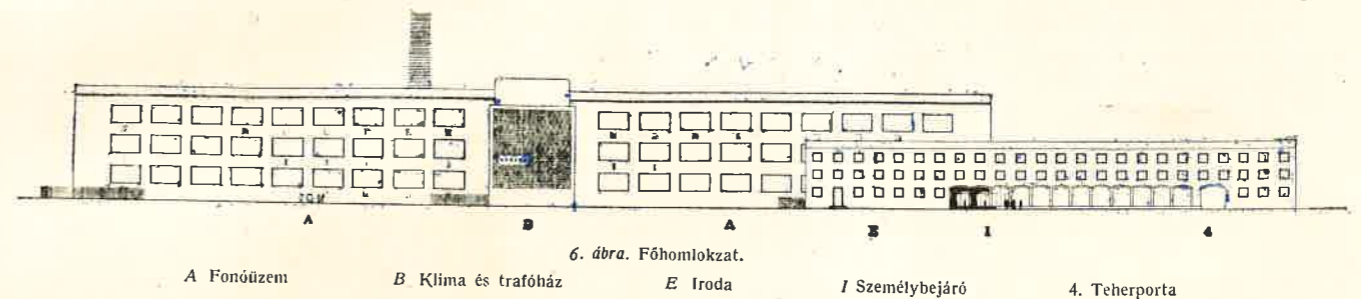 A B A E I 4
6. ábra. Főhomlokzat.
A Fonóüzem B Klima és trafóház E Iroda I Személybejáró 4. Teherporta